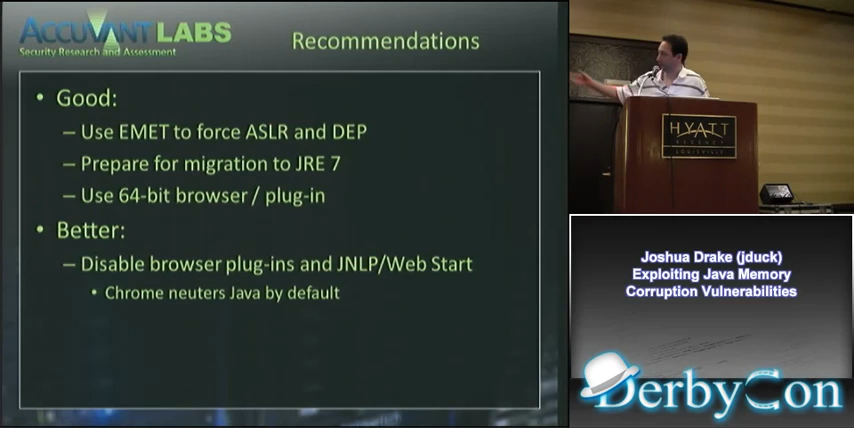 ACCUVANT LABS
Security Research and Assessment
Recommendations
• Good:
– Use EMET to force ASLR and DEP
– Prepare for migration to JRE 7
– Use 64-bit browser / plug-in
• Better:
– Disable browser plug-ins and JNLP/Web Start
• Chrome neuters Java by default
HYATT
REGENCY
LOUISVILLE
Joshua Drake (jduck)
Exploiting Java Memory
Corruption Vulnerabilities
DerbyCon